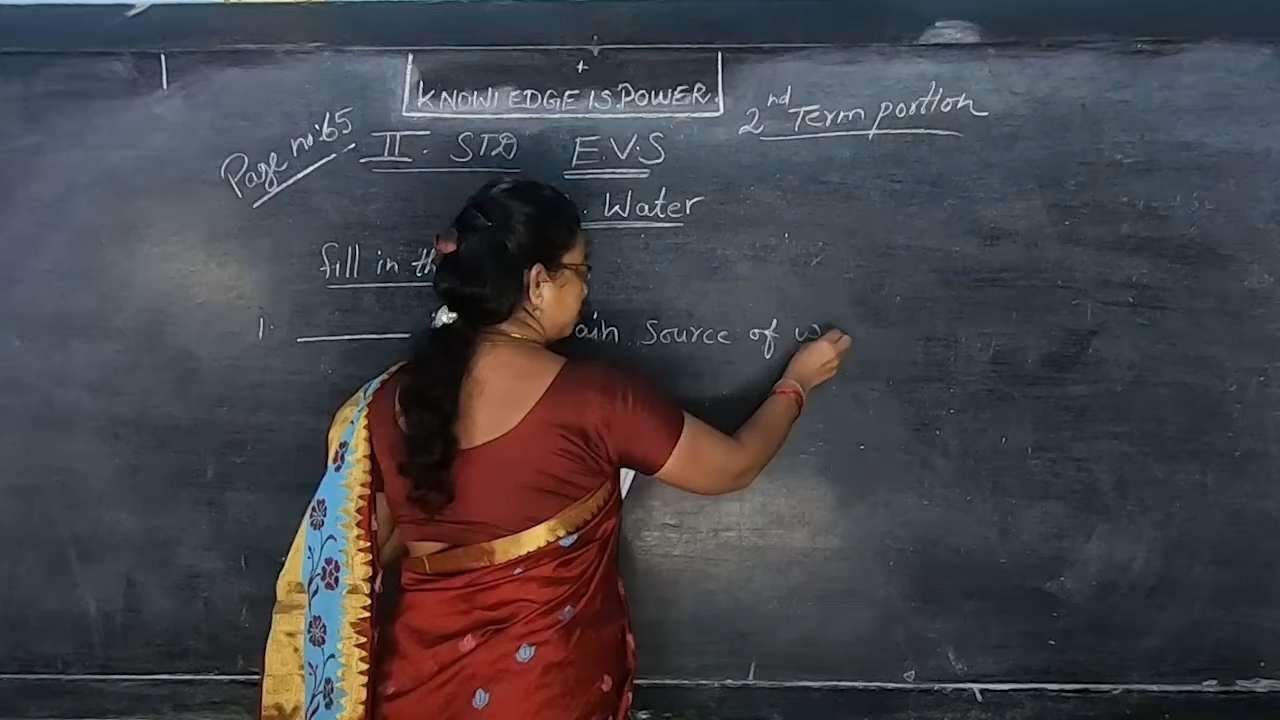 KNOWLEDGE IS POWER.
2nd Term portion
Page no:65
II. STD E.V.S
. Water
fill in th
1. ________ ain source of w